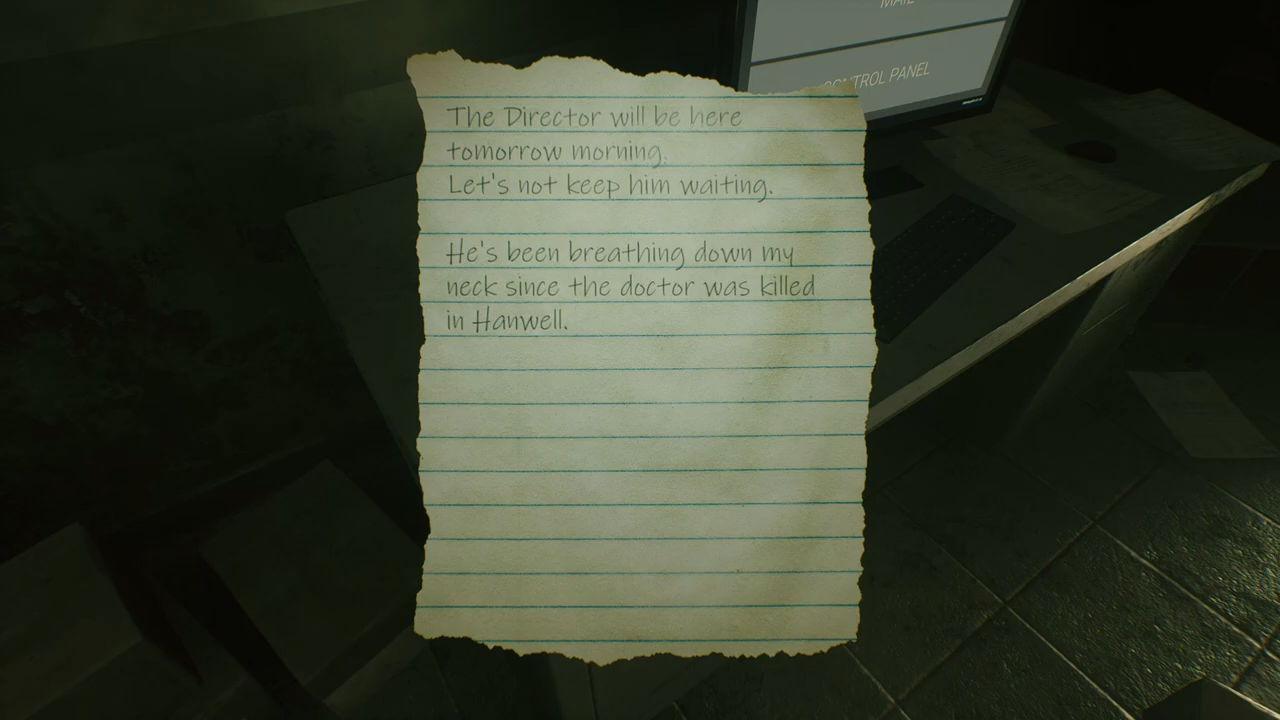 MAIL
CONTROL PANEL
The Director will be here
tomorrow morning.
Let's not keep him waiting.
He's been breathing down my
neck since the doctor was killed
in Hanwell.